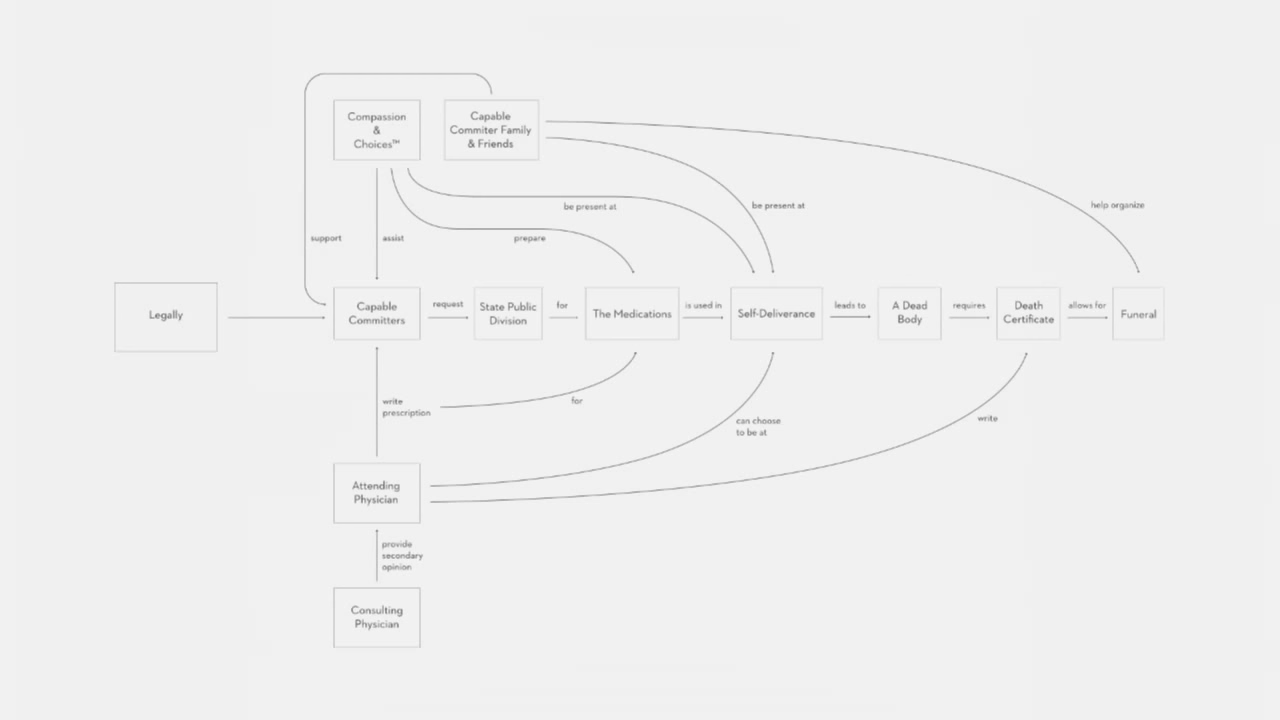 Compassion
&
Choices™
Capable
Commiter Family
& Friends
be present at
be present at
help organize
support
assist
prepare
Legally
Capable
Committers
request
State Public
Division
for
The Medications
is used in
Self-Deliverance
leads to
A Dead
Body
requires
Death
Certificate
allows for
Funeral
write
prescription
for
can choose
to be at
write
Attending
Physician
provide
secondary
opinion
Consulting
Physician